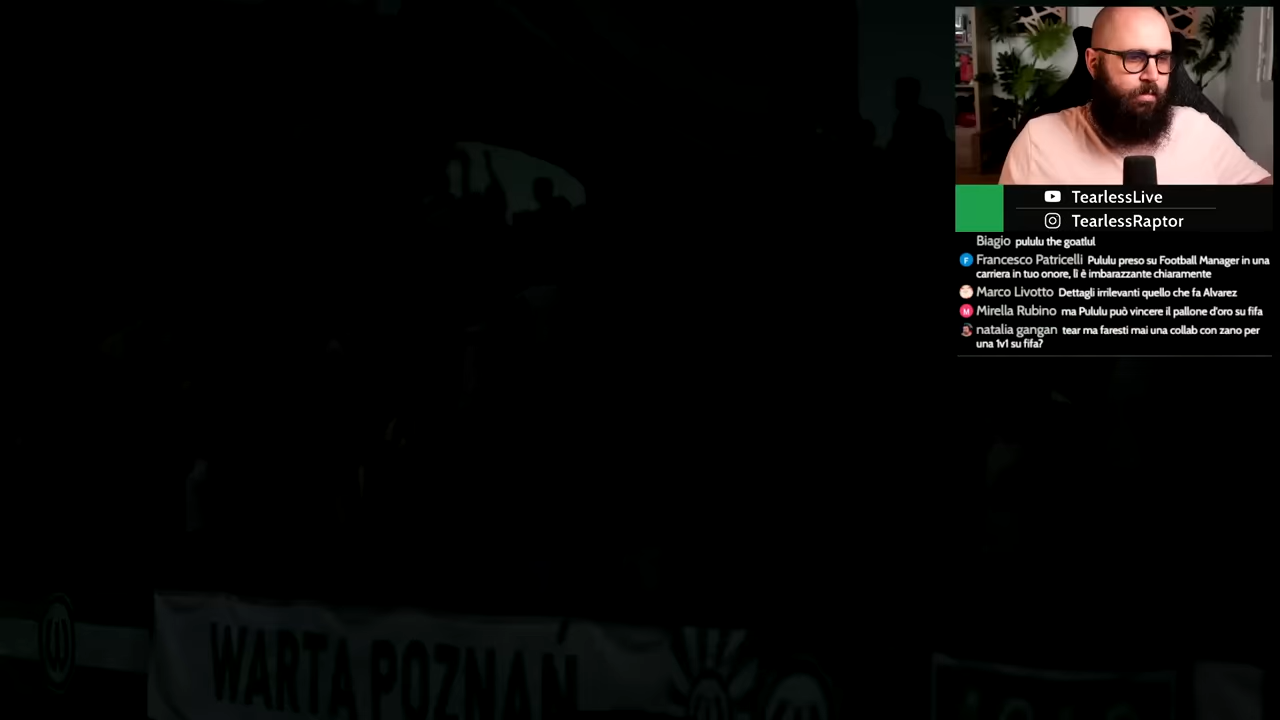 TearlessLive
TearlessRaptor
Biagio pululu the goatlul
Francesco Patricelli Pululu preso su Football Manager in una
carriera in tuo onore, lì è imbarazzante chiaramente
Marco Livotto Dettagli irrilevanti quello che fa Alvarez
Mirella Rubino ma Pululu può vincere il pallone d'oro su fifa
natalia gangan tear ma faresti mai una collab con zano per
una 1v1 su fifa?
WARTA POZNAŃ